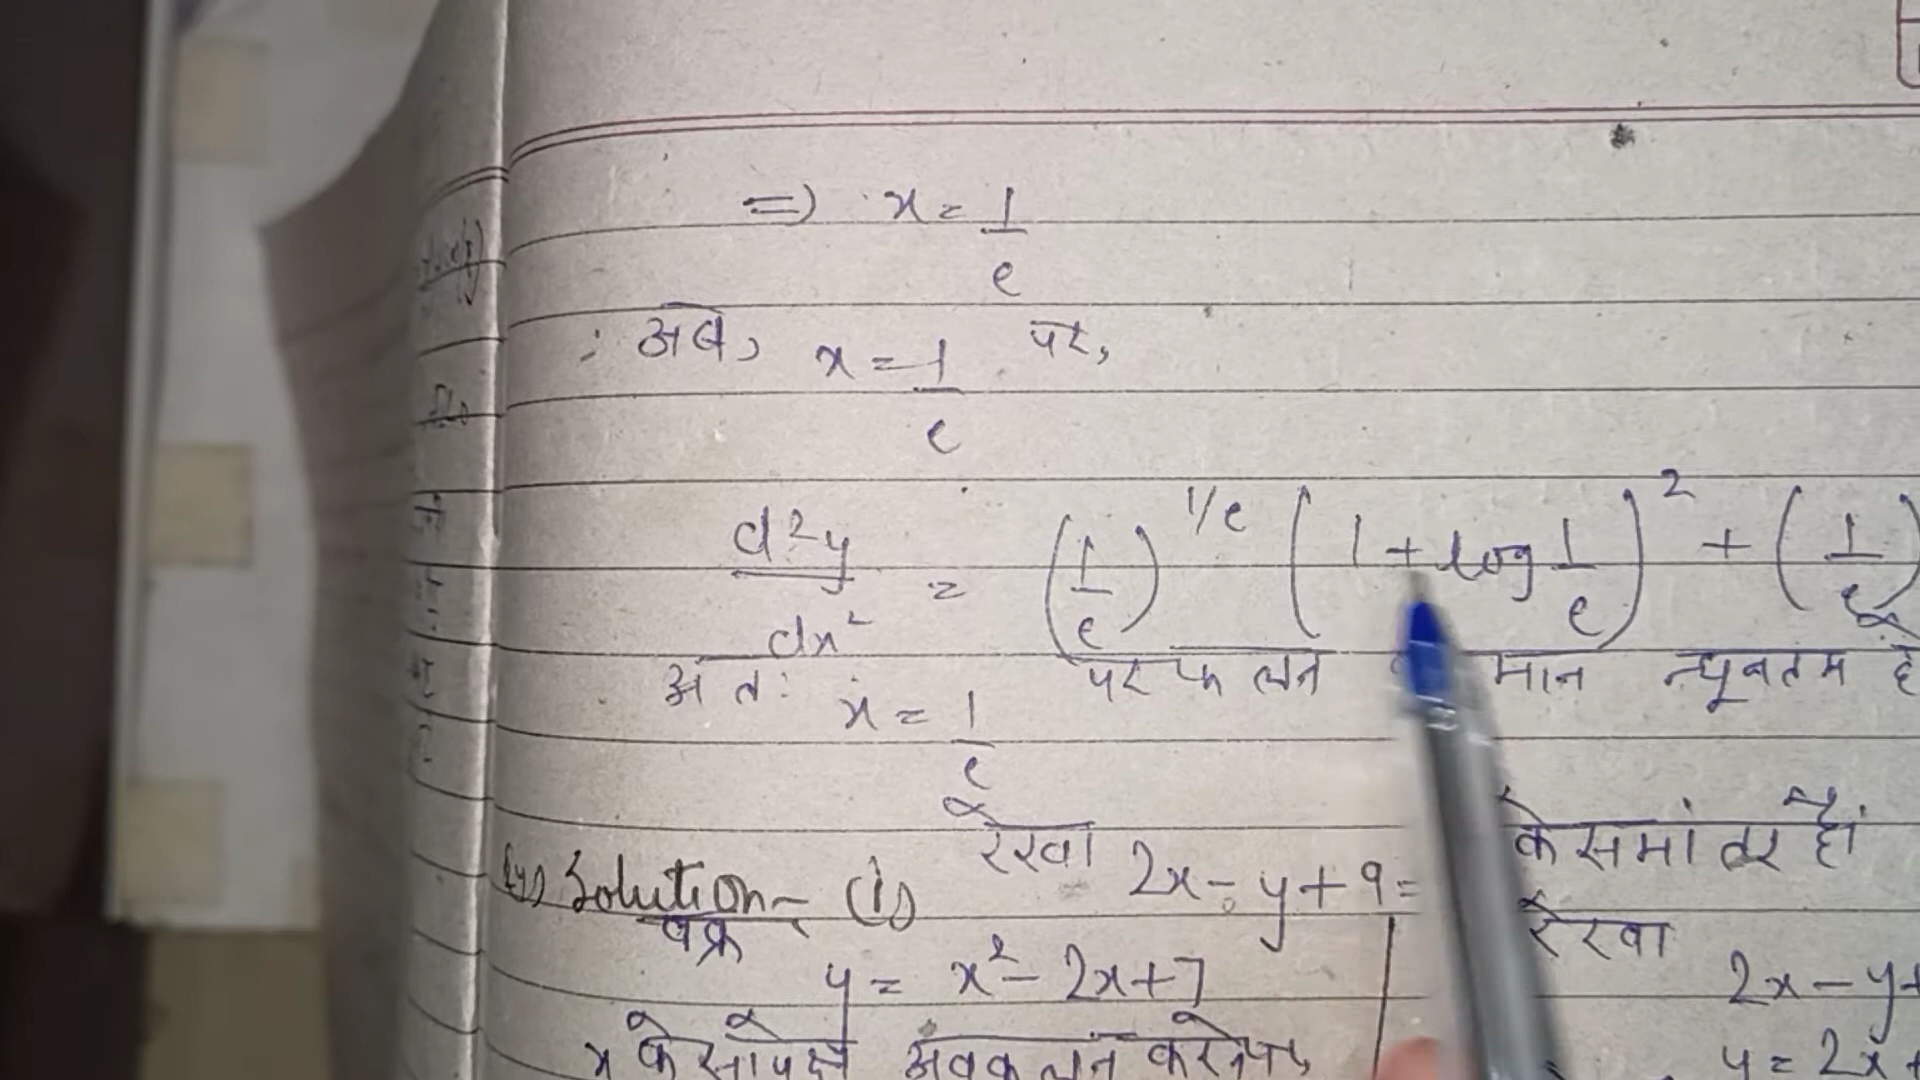 =) x = 1/e
: अब, x = 1/e पर,
d²y/dx² = (1/e)^1/e (1 + log 1/e)² + (1/e)
अतः x = 1/e पर फलन मान न्यूनतम है
रेखा 2x - y + 9 = के समांतर है।
Solution - (i)
वक्र रेखा
y = x² - 2x + 7 2x - y +
x के सापेक्ष अवकलन करने पर, y = 2x +